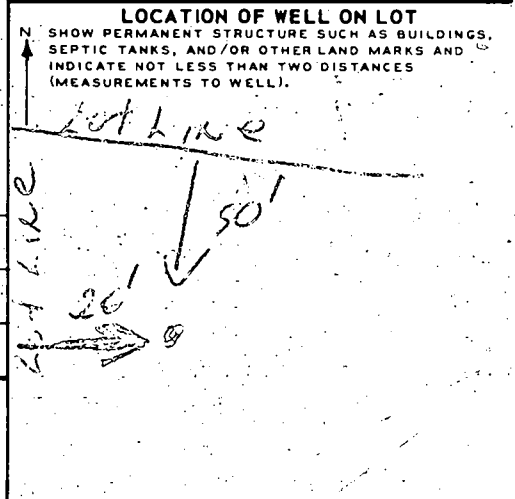 LOCATION OF WELL ON LOT
N SHOW PERMANENT STRUCTURE SUCH AS BUILDINGS,
SEPTIC TANKS, AND/OR OTHER LAND MARKS AND
INDICATE NOT LESS THAN TWO DISTANCES
(MEASUREMENTS TO WELL).
Lot Line
50'
Lot Line